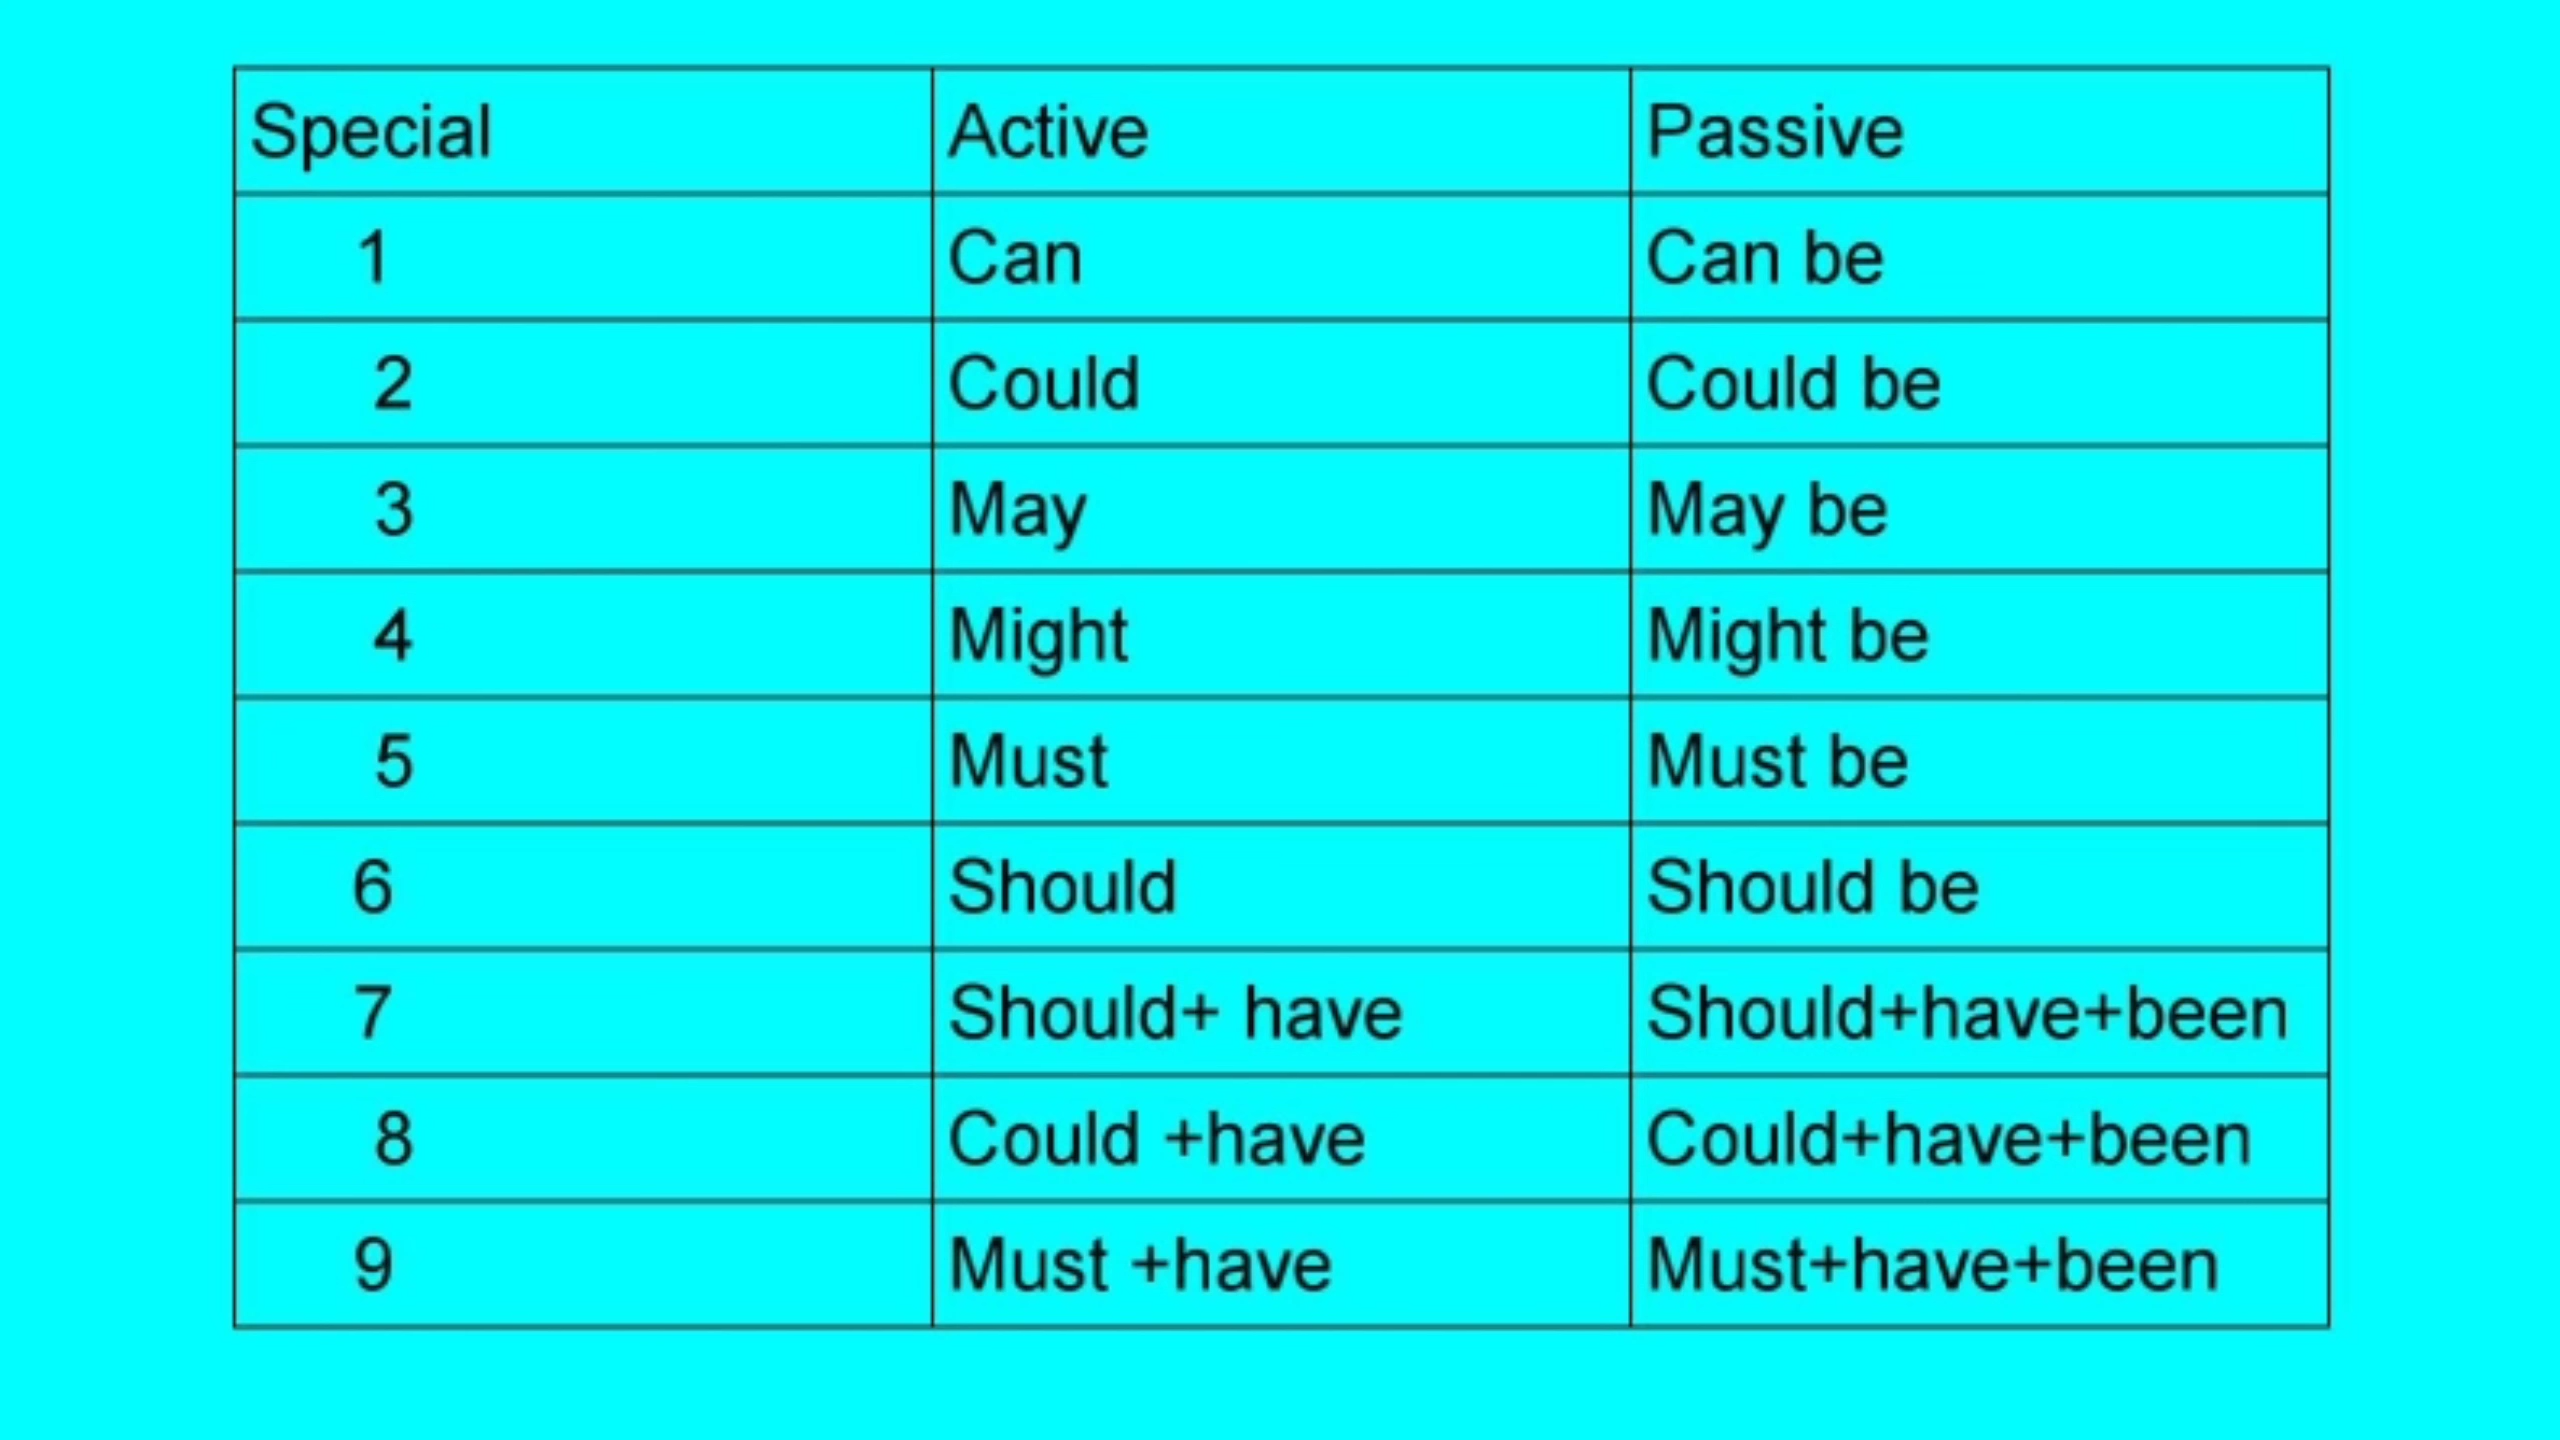 Special Active Passive
1 Can Can be
2 Could Could be
3 May May be
4 Might Might be
5 Must Must be
6 Should Should be
7 Should+ have Should+have+been
8 Could +have Could+have+been
9 Must +have Must+have+been